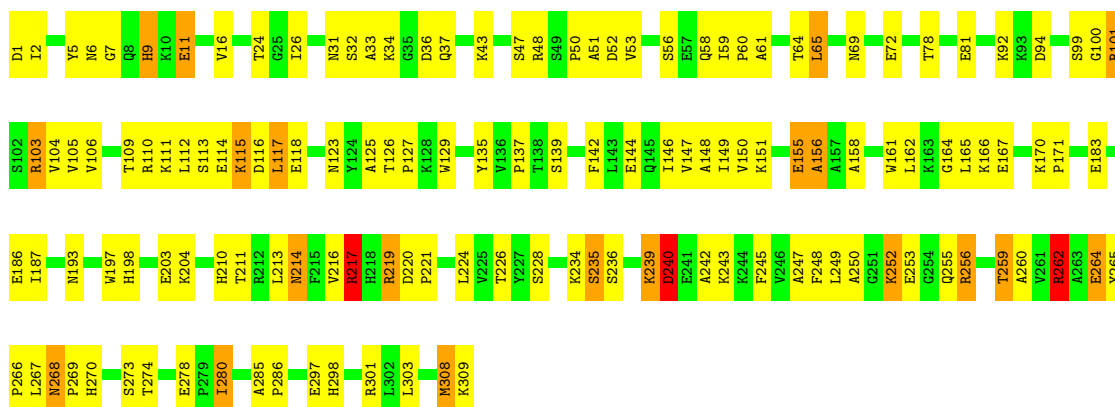 D1 I2 Y5 N6 G7 Q8 H9 K10 E11 V16 T24 G25 I26 N31 S32 A33 K34 G35 D36 Q37 K43 S47 R48 S49 P50 A51 D52 V53 S56 E57 Q58 I59 P60 A61 T64 L65 N69 E72 T78 E81 K92 K93 D94 S99 G100 R101
S102 R103 V104 V105 V106 T109 R110 K111 L112 S113 E114 K115 D116 L117 E118 N123 Y124 A125 T126 P127 K128 W129 Y135 V136 P137 T138 S139 F142 L143 E144 Q145 I146 V147 A148 I149 V150 K151 E155 A156 A157 A158 W161 L162 K163 G164 L165 K166 E167 K170 P171 E183
E186 I187 N193 W197 H198 E203 K204 H210 T211 R212 L213 N214 F215 V216 R217 H218 R219 D220 P221 L224 V225 T226 Y227 S228 K234 S235 S236 K239 D240 E241 A242 K243 K244 F245 V246 A247 F248 L249 A250 G251 K252 E253 G254 Q255 R256 T259 A260 V261 R262 A263 E264 Y265
P266 L267 N268 P269 H270 S273 T274 E278 P279 I280 A285 P286 E297 H298 R301 L302 L303 M308 K309